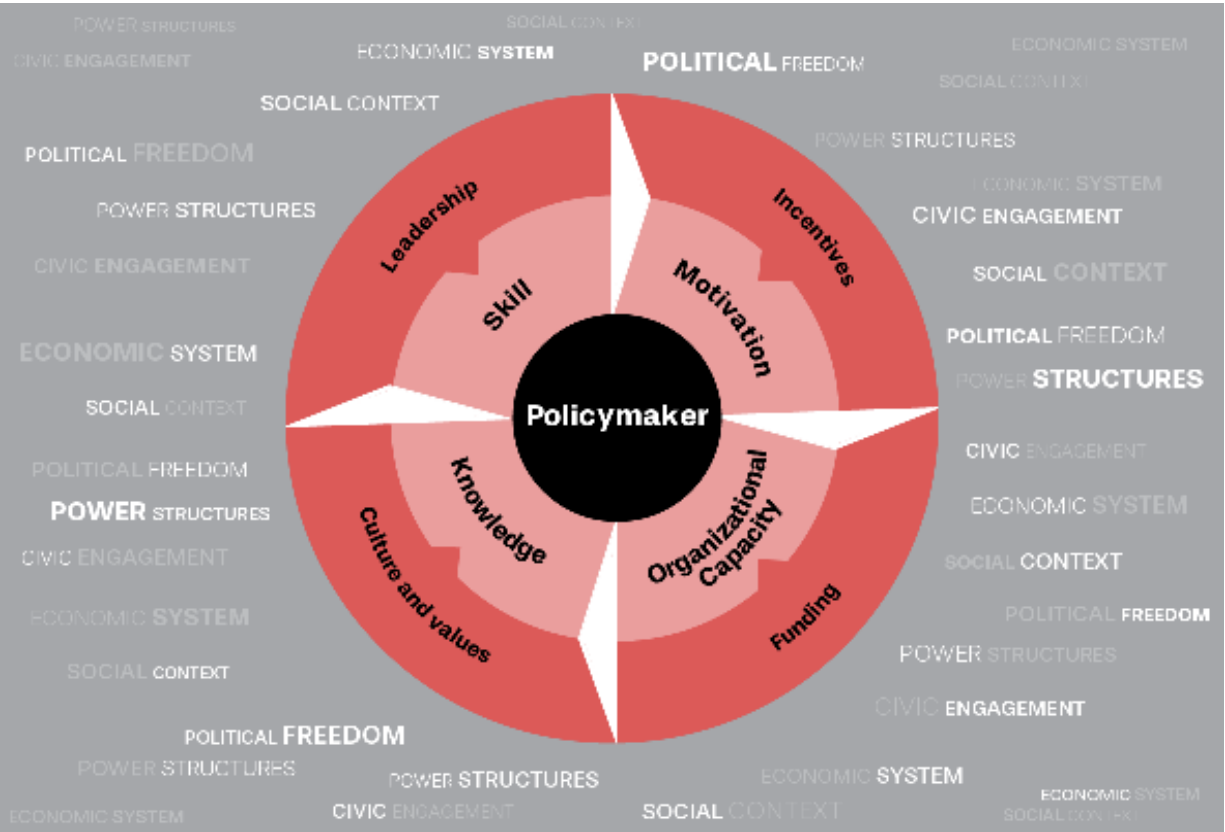 POWER STRUCTURES
SOCIAL CONTEXT
CIVIC ENGAGEMENT
ECONOMIC SYSTEM
POLITICAL FREEDOM
ECONOMIC SYSTEM
SOCIAL CONTEXT
SOCIAL CONTEXT
POLITICAL FREEDOM
POWER STRUCTURES
POWER STRUCTURES
ECONOMIC SYSTEM
CIVIC ENGAGEMENT
CIVIC ENGAGEMENT
SOCIAL CONTEXT
ECONOMIC SYSTEM
POLITICAL FREEDOM
POWER STRUCTURES
SOCIAL CONTEXT
CIVIC ENGAGEMENT
POLITICAL FREEDOM
POWER STRUCTURES
ECONOMIC SYSTEM
CIVIC ENGAGEMENT
SOCIAL CONTEXT
ECONOMIC SYSTEM
POLITICAL FREEDOM
SOCIAL CONTEXT
POWER STRUCTURES
CIVIC ENGAGEMENT
POLITICAL FREEDOM
POWER STRUCTURES
POWER STRUCTURES
ECONOMIC SYSTEM
ECONOMIC SYSTEM
CIVIC ENGAGEMENT
SOCIAL CONTEXT
ECONOMIC SYSTEM
SOCIAL CONTEXT
Leadership
Incentives
Skill
Motivation
Policymaker
Knowledge
Organizational
Capacity
Culture and values
Funding